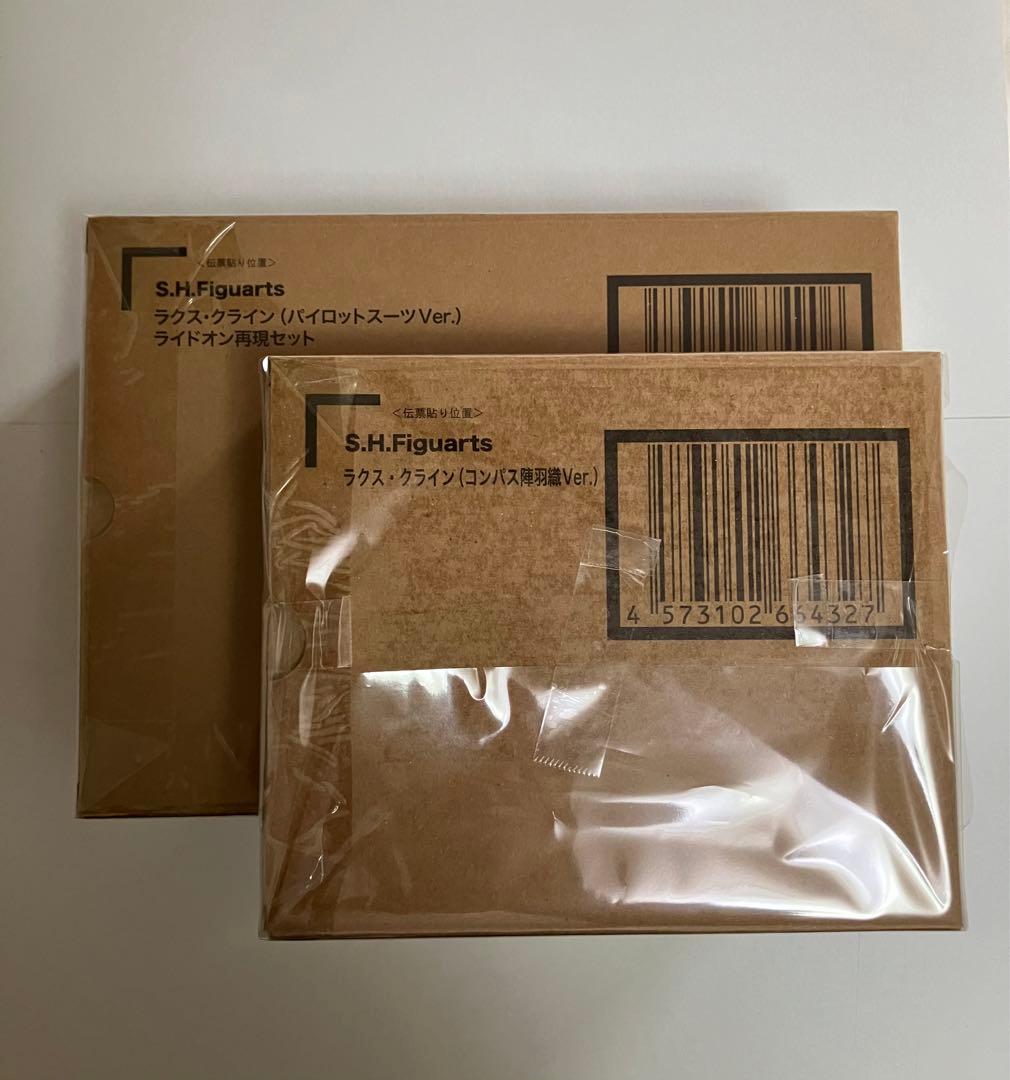 ＜伝票貼り位置＞
S.H.Figuarts
ラクス・クライン（パイロットスーツVer.）
ライドオン再現セット
＜伝票貼り位置＞
S.H.Figuarts
ラクス・クライン（コンパス陣羽織Ver.）
4 573102 664327